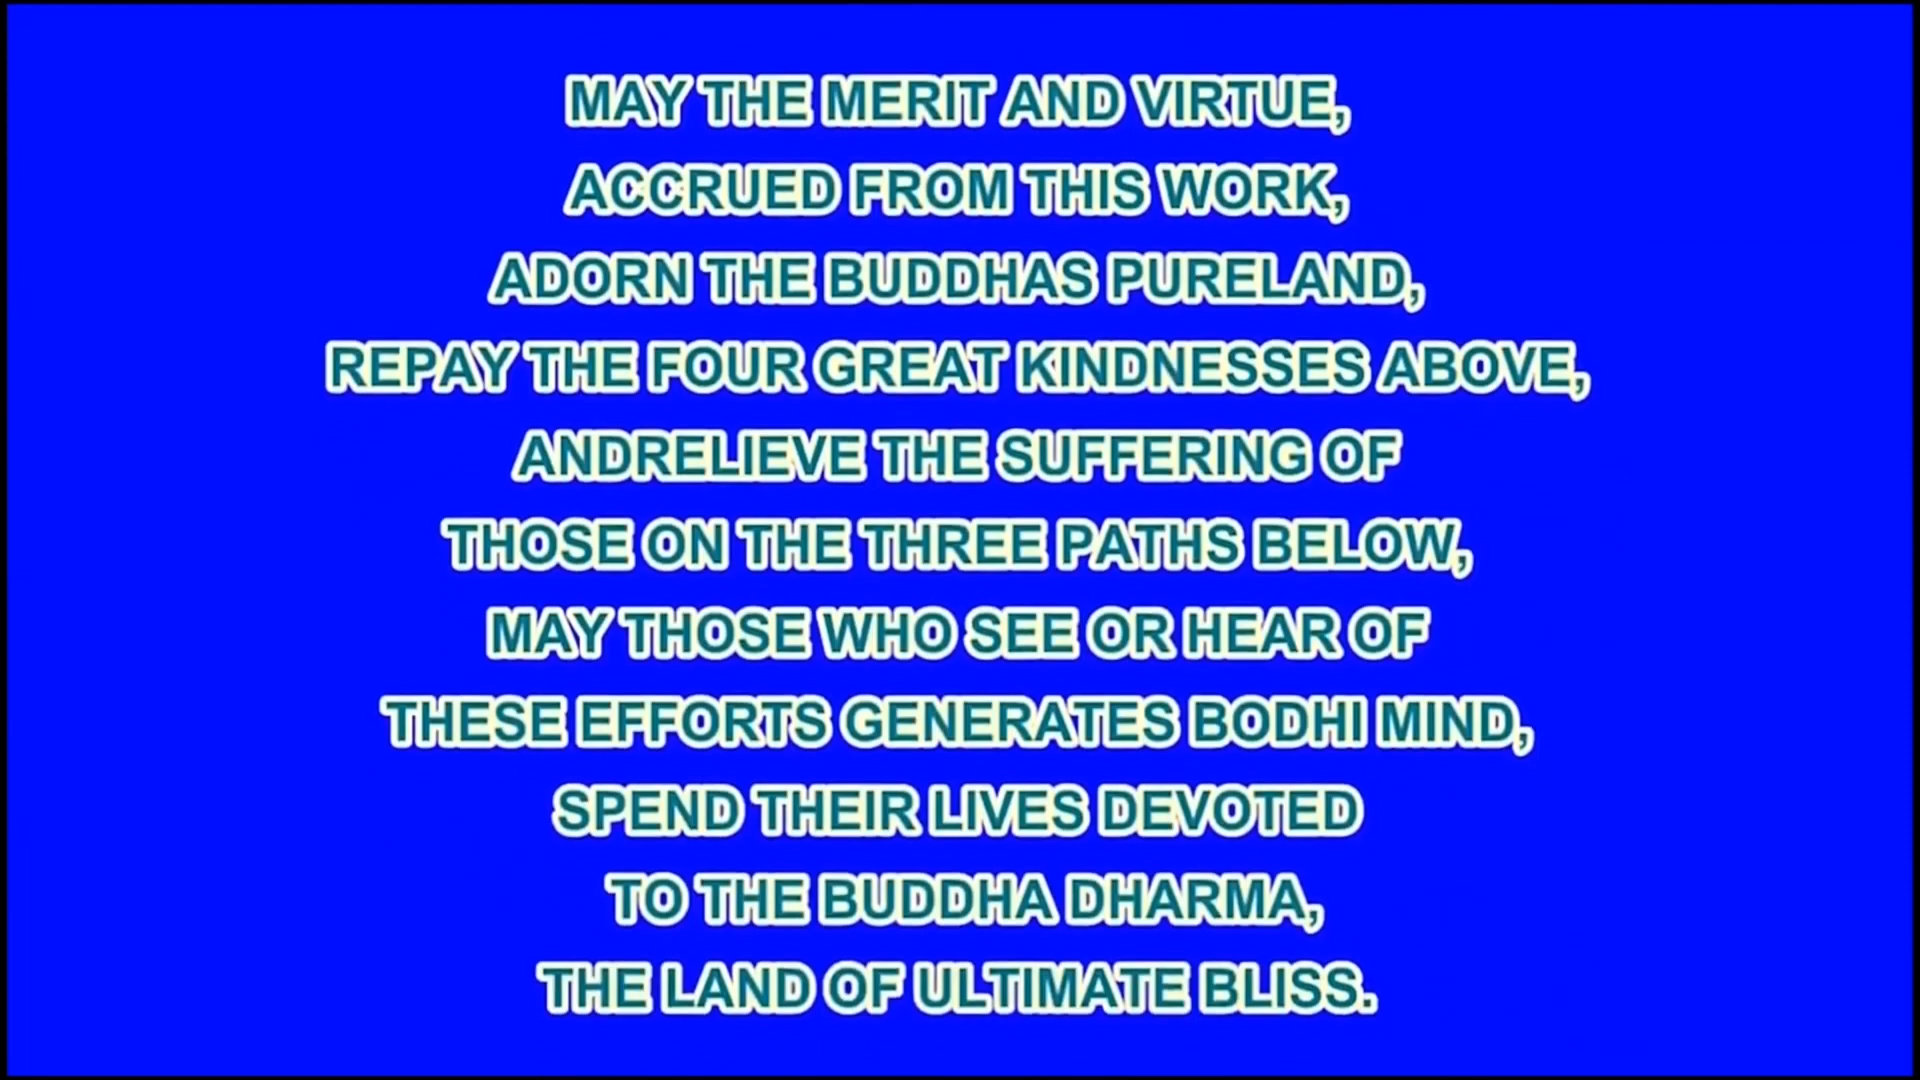 MAY THE MERIT AND VIRTUE,
ACCRUED FROM THIS WORK,
ADORN THE BUDDHAS PURELAND,
REPAY THE FOUR GREAT KINDNESSES ABOVE,
ANDRELIEVE THE SUFFERING OF
THOSE ON THE THREE PATHS BELOW,
MAY THOSE WHO SEE OR HEAR OF
THESE EFFORTS GENERATES BODHI MIND,
SPEND THEIR LIVES DEVOTED
TO THE BUDDHA DHARMA,
THE LAND OF ULTIMATE BLISS.